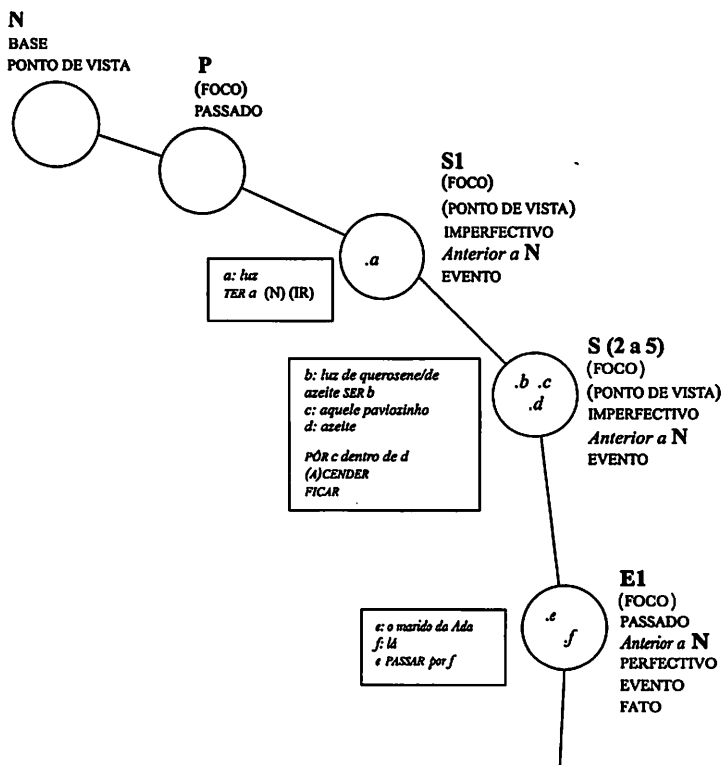 N
BASE
PONTO DE VISTA
P
(FOCO)
PASSADO
S1
(FOCO)
(PONTO DE VISTA)
IMPERFECTIVO
Anterior a N
EVENTO
.a
a: luz
TER a (N) (IR)
S (2 a 5)
(FOCO)
(PONTO DE VISTA)
IMPERFECTIVO
Anterior a N
EVENTO
.b .c
.d
b: luz de querosene/de
azeite SER b
c: aquele paviozinho
d: azeite
PÔR c dentro de d
(A)CENDER
FICAR
E1
(FOCO)
PASSADO
Anterior a N
PERFECTIVO
EVENTO
FATO
.e
.f
e: o marido da Ada
f: lá
e PASSAR por f